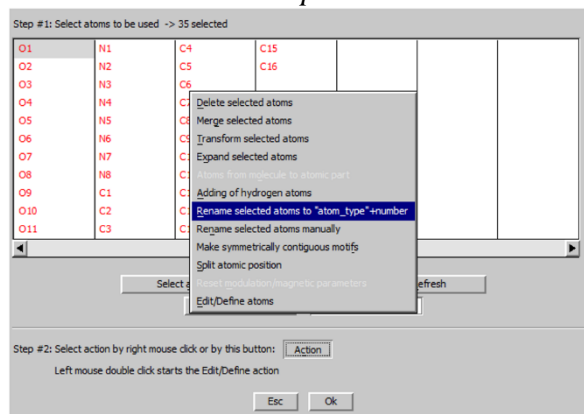 Step #1: Select atoms to be used -> 35 selected
O1 N1 C4 C15
O2 N2 C5 C16
O3 N3 C6
O4 N4
O5 N5
O6 N6
O7 N7
O8 N8
O9 C1
O10 C2
O11 C3
Delete selected atoms
Merge selected atoms
Transform selected atoms
Expand selected atoms
Atoms from molecule to atomic part
Adding of hydrogen atoms
Rename selected atoms to "atom_type"+number
Rename selected atoms manually
Make symmetrically contiguous motifs
Split atomic position
Reset modulation/magnetic parameters
Edit/Define atoms
Select
efresh
Step #2: Select action by right mouse click or by this button: Action
Left mouse double click starts the Edit/Define action
Esc Ok